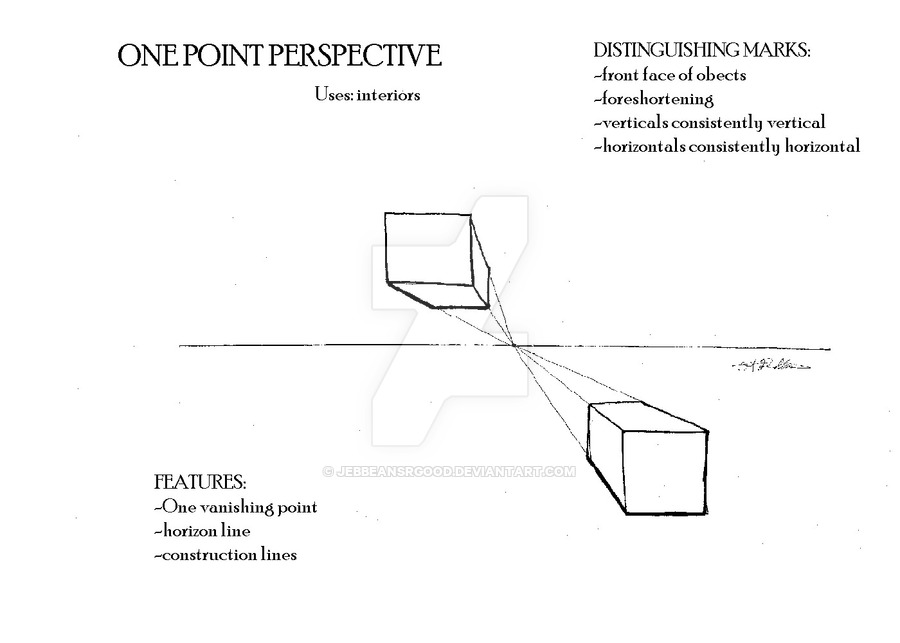 ONE POINT PERSPECTIVE
Uses: interiors
DISTINGUISHING MARKS:
~front face of obects
~foreshortening
~verticals consistently vertical
~horizontals consistently horizontal
© JEBBEANSRGOOD.DEVIANTART.COM
FEATURES:
~One vanishing point
~horizon line
~construction lines